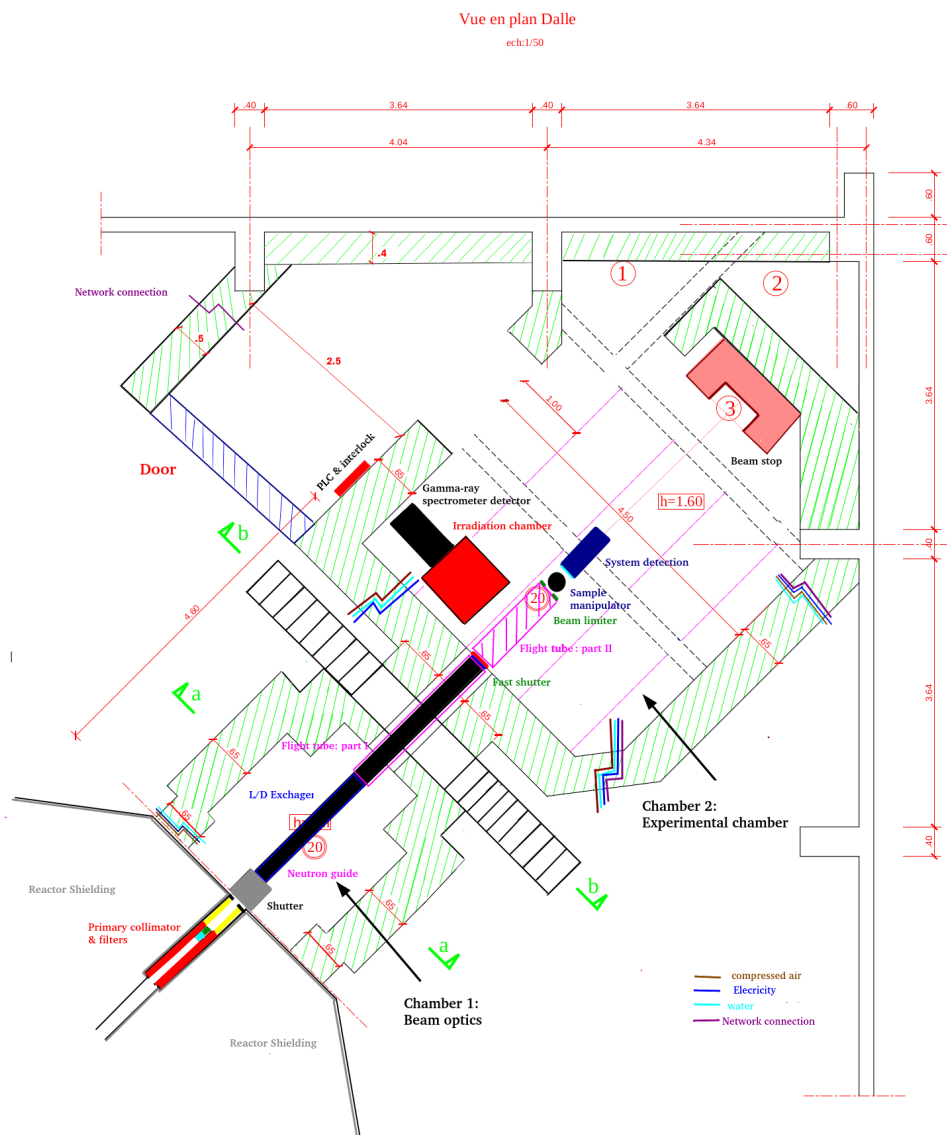 Vue en plan Dalle
ech:1/50
.40
3.64
.40
3.64
.60
4.04
4.34
.60
.60
.4
1
2
Network connection
.5
2.5
3.64
1.00
3
PLC & interlock
Door
.65
Beam stop
Gamma-ray
spectrometer detector
h=1.60
Irradiation chamber
4.50
b
.40
System detection
20
Sample
manipulator
4.60
Beam limiter
.65
Flight tube : part II
.65
Fast shutter
a
.65
3.64
Flight tube: part I
.65
L/D Exchager
.65
Chamber 2:
Experimental chamber
20
.40
Neutron guide
Reactor Shielding
b
Shutter
.65
Primary collimator
& filters
a
.65
compressed air
Elecricity
water
Network connection
Chamber 1:
Beam optics
Reactor Shielding